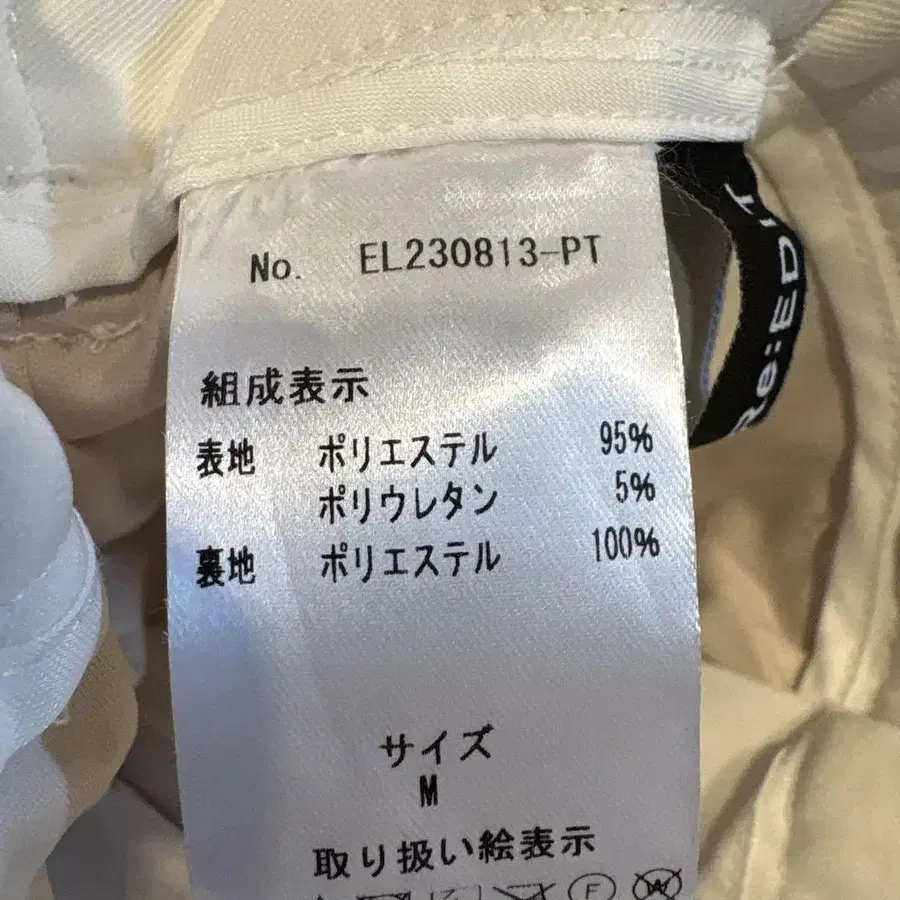 No. EL230813-PT
組成表示
表地 ポリエステル 95%
ポリウレタン 5%
裏地 ポリエステル 100%
サイズ
M
取り扱い絵表示
F
W
Re:EDIT